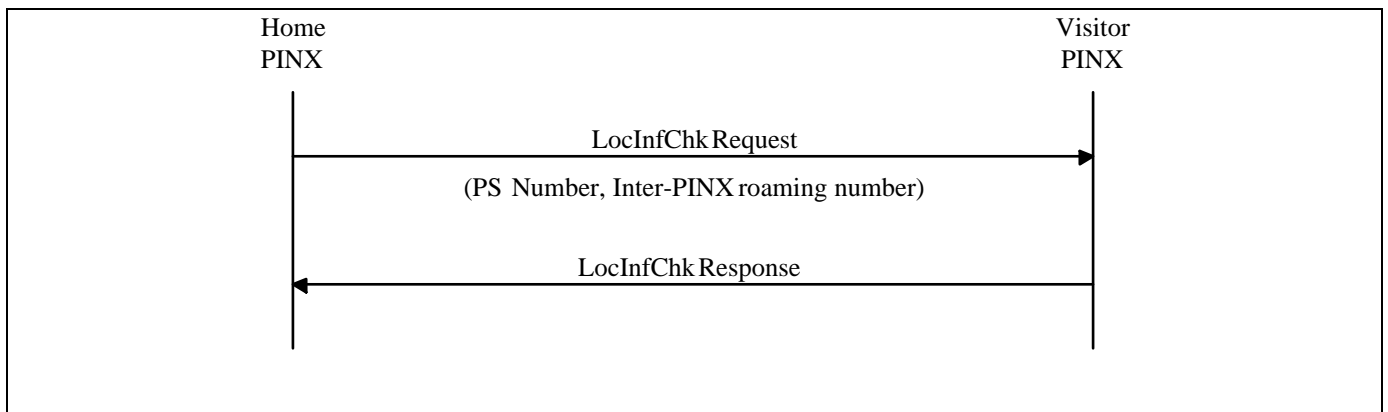 Home
PINX
Visitor
PINX
LocInfChk Request
(PS Number, Inter-PINX roaming number)
LocInfChk Response